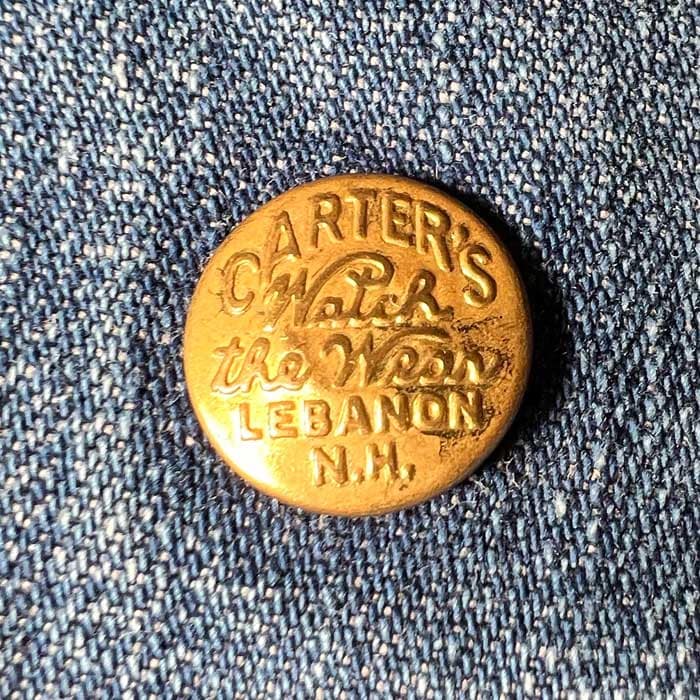 CARTER'S
Watch
the Wear
LEBANON
N.H.